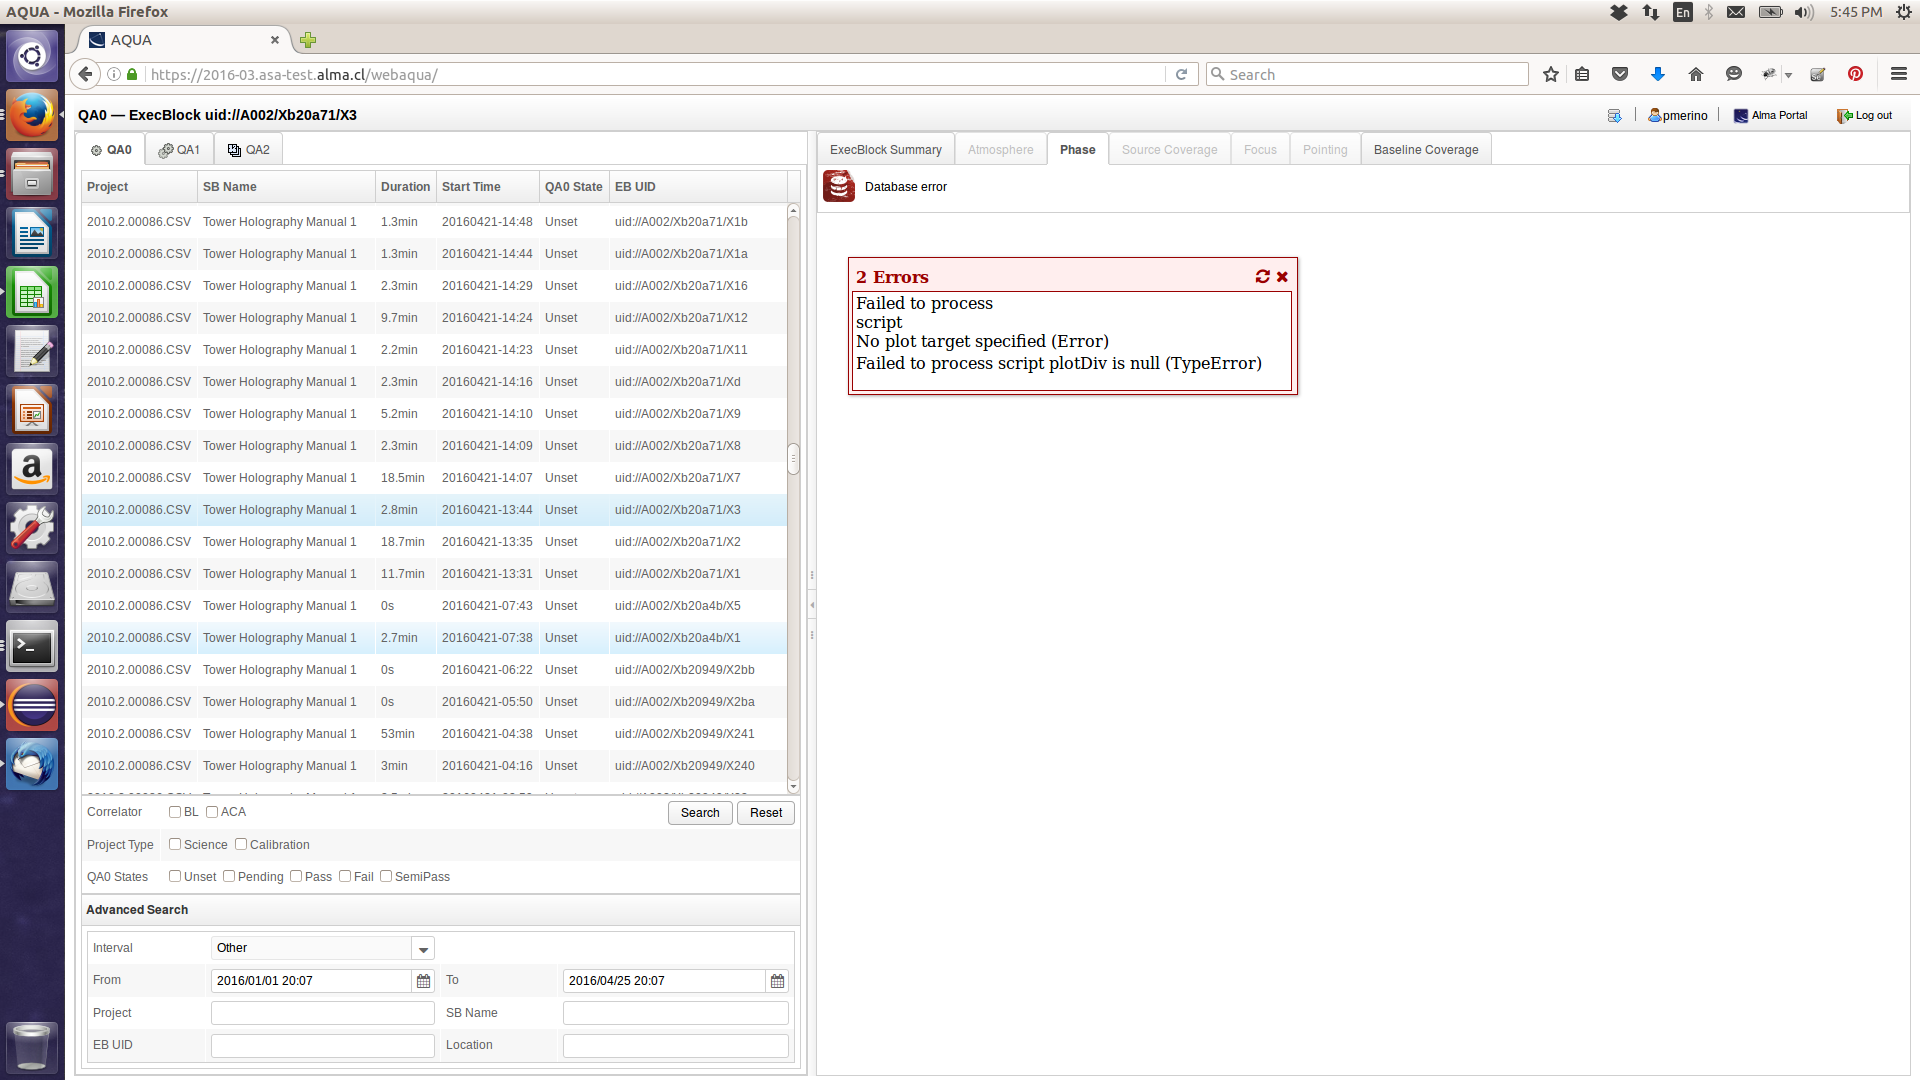 AQUA - Mozilla Firefox
En
5:45 PM
AQUA
https://2016-03.asa-test.alma.cl/webaqua/
Search
QA0 — ExecBlock uid://A002/Xb20a71/X3
pmerino
Alma Portal
Log out
QA0
QA1
QA2
Project SB Name Duration Start Time QA0 State EB UID
2010.2.00086.CSV Tower Holography Manual 1 1.3min 20160421-14:48 Unset uid://A002/Xb20a71/X1b
2010.2.00086.CSV Tower Holography Manual 1 1.3min 20160421-14:44 Unset uid://A002/Xb20a71/X1a
2010.2.00086.CSV Tower Holography Manual 1 2.3min 20160421-14:29 Unset uid://A002/Xb20a71/X16
2010.2.00086.CSV Tower Holography Manual 1 9.7min 20160421-14:24 Unset uid://A002/Xb20a71/X12
2010.2.00086.CSV Tower Holography Manual 1 2.2min 20160421-14:23 Unset uid://A002/Xb20a71/X11
2010.2.00086.CSV Tower Holography Manual 1 2.3min 20160421-14:16 Unset uid://A002/Xb20a71/Xd
2010.2.00086.CSV Tower Holography Manual 1 5.2min 20160421-14:10 Unset uid://A002/Xb20a71/X9
2010.2.00086.CSV Tower Holography Manual 1 2.3min 20160421-14:09 Unset uid://A002/Xb20a71/X8
2010.2.00086.CSV Tower Holography Manual 1 18.5min 20160421-14:07 Unset uid://A002/Xb20a71/X7
2010.2.00086.CSV Tower Holography Manual 1 2.8min 20160421-13:44 Unset uid://A002/Xb20a71/X3
2010.2.00086.CSV Tower Holography Manual 1 18.7min 20160421-13:35 Unset uid://A002/Xb20a71/X2
2010.2.00086.CSV Tower Holography Manual 1 11.7min 20160421-13:31 Unset uid://A002/Xb20a71/X1
2010.2.00086.CSV Tower Holography Manual 1 0s 20160421-07:43 Unset uid://A002/Xb20a4b/X5
2010.2.00086.CSV Tower Holography Manual 1 2.7min 20160421-07:38 Unset uid://A002/Xb20a4b/X1
2010.2.00086.CSV Tower Holography Manual 1 0s 20160421-06:22 Unset uid://A002/Xb20949/X2bb
2010.2.00086.CSV Tower Holography Manual 1 0s 20160421-05:50 Unset uid://A002/Xb20949/X2ba
2010.2.00086.CSV Tower Holography Manual 1 53min 20160421-04:38 Unset uid://A002/Xb20949/X241
2010.2.00086.CSV Tower Holography Manual 1 3min 20160421-04:16 Unset uid://A002/Xb20949/X240
Correlator BL ACA
Search Reset
Project Type Science Calibration
QA0 States Unset Pending Pass Fail SemiPass
Advanced Search
Interval Other
From 2016/01/01 20:07 To 2016/04/25 20:07
Project SB Name
EB UID Location
ExecBlock Summary Atmosphere Phase Source Coverage Focus Pointing Baseline Coverage
Database error
2 Errors
Failed to process
script
No plot target specified (Error)
Failed to process script plotDiv is null (TypeError)